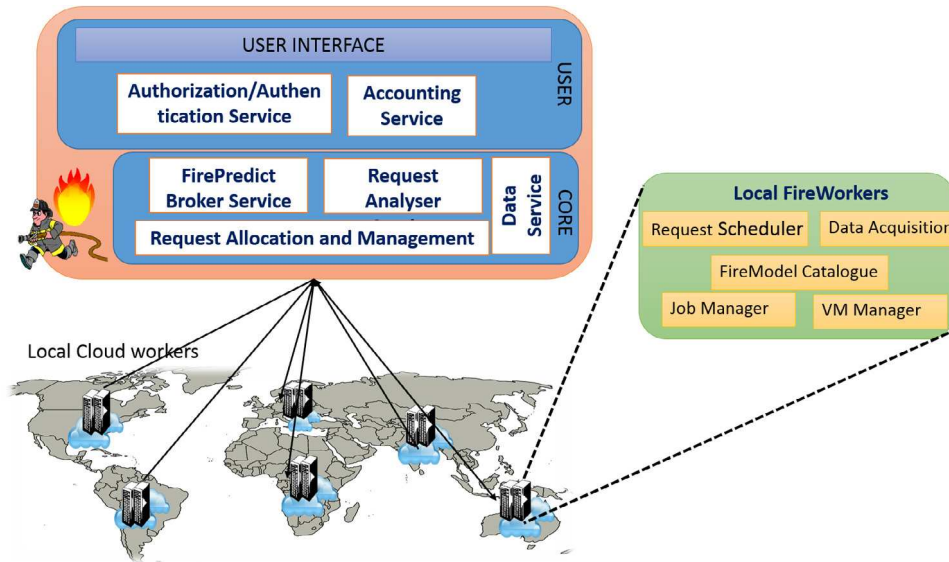 USER INTERFACE
USER
Authorization/Authen
tication Service
Accounting
Service
FirePredict
Broker Service
Request
Analyser
Data
Service
CORE
Request Allocation and Management
Local FireWorkers
Request Scheduler
Data Acquisition
FireModel Catalogue
Job Manager
VM Manager
Local Cloud workers